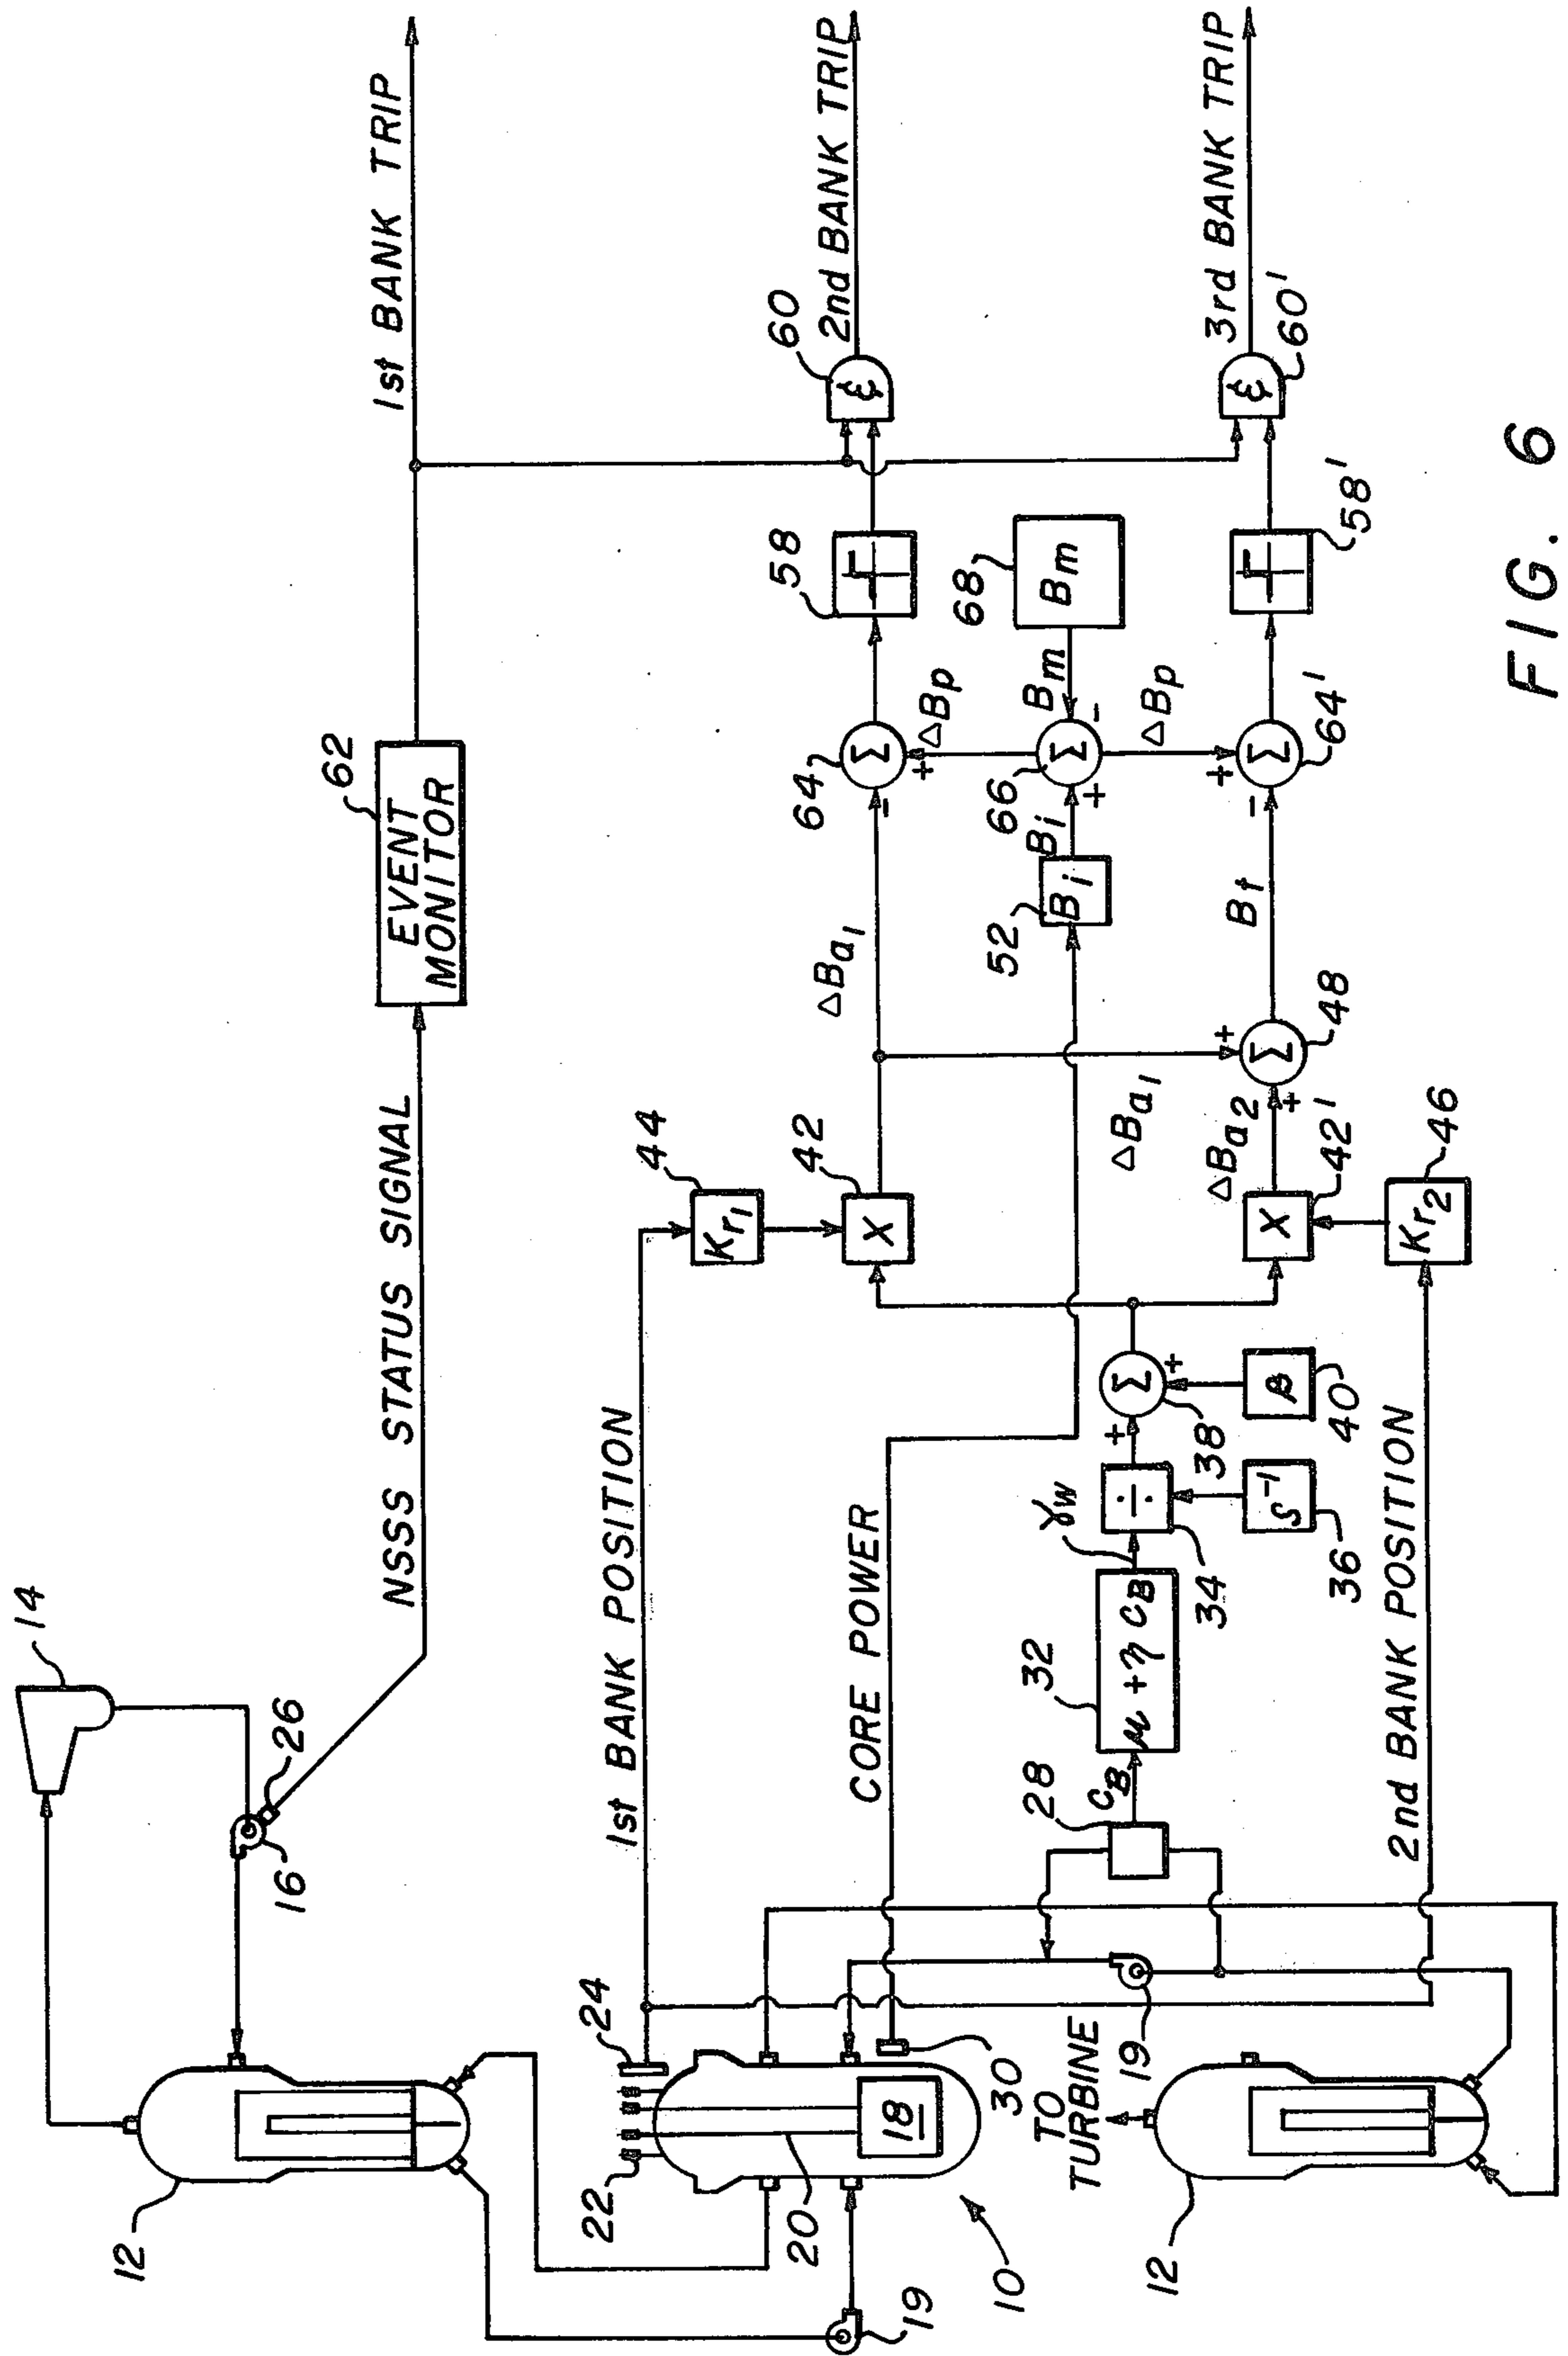 1st BANK TRIP
2nd BANK TRIP
3rd BANK TRIP
62
EVENT
MONITOR
NSSS STATUS SIGNAL
14
26
16
12
60
&
58
64
Σ
-
+
ΔBp
ΔBa1
68
Bm
Bm
-
66
Σ
+
Bi
52
Bi
ΔBp
60'
&
58'
64'
Σ
+
-
Bt
48
Σ
+
+
ΔBa1
ΔBa2
44
Kr1
42
X
42'
X
46
Kr2
1st BANK POSITION
CORE POWER
2nd BANK POSITION
38
Σ
+
+
40
β
34
÷
36
S⁻¹
γw
32
μ + η CB
CB
28
24
22
20
18
30
10
19
19
TO
TURBINE
12
FIG. 6